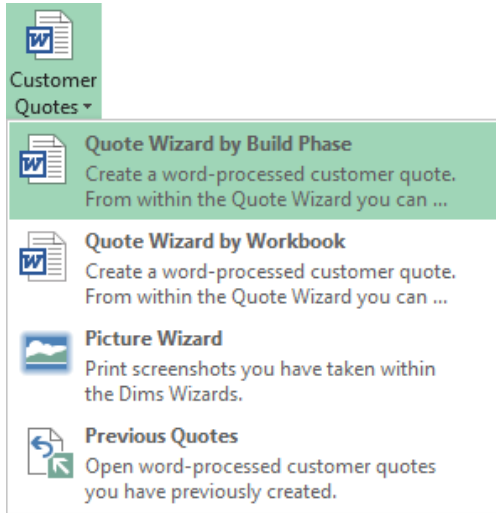 Customer
Quotes
Quote Wizard by Build Phase
Create a word-processed customer quote.
From within the Quote Wizard you can ...
Quote Wizard by Workbook
Create a word-processed customer quote.
From within the Quote Wizard you can ...
Picture Wizard
Print screenshots you have taken within
the Dims Wizards.
Previous Quotes
Open word-processed customer quotes
you have previously created.